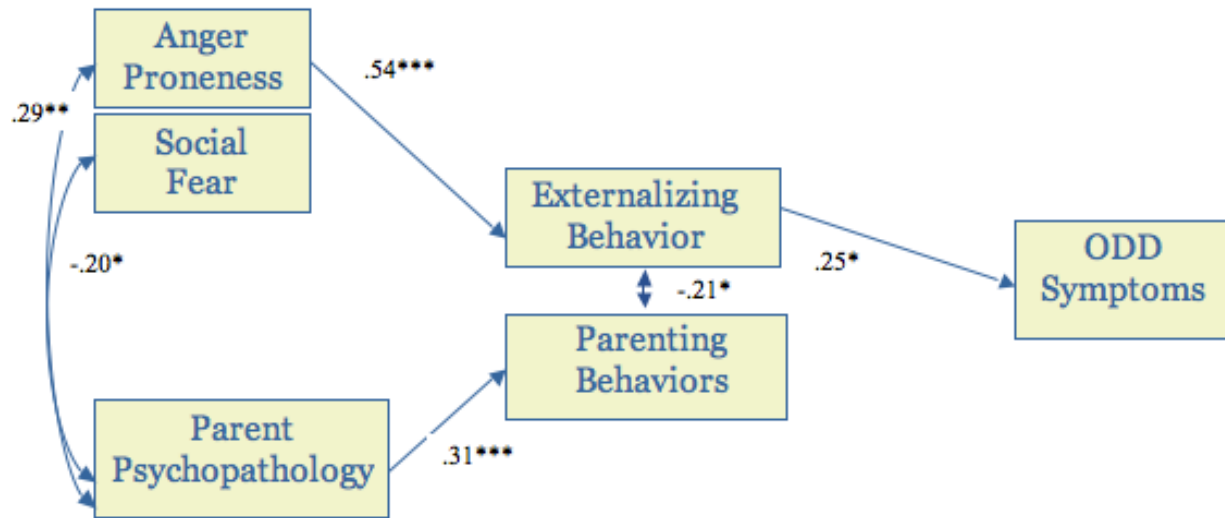 Anger
Proneness
.54***
.29**
Social
Fear
Externalizing
Behavior
-.20*
.25*
ODD
Symptoms
-.21*
Parenting
Behaviors
Parent
Psychopathology
.31***